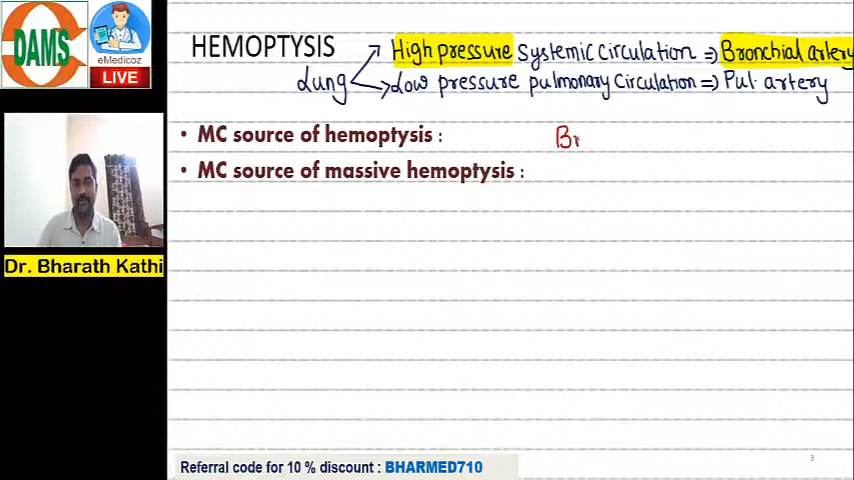 DAMS
eMedicoz
LIVE
HEMOPTYSIS
High pressure Systemic circulation ⇒ Bronchial artery
Lung
Low pressure pulmonary Circulation ⇒ Pul. artery
• MC source of hemoptysis : Br
• MC source of massive hemoptysis :
Dr. Bharath Kathi
Referral code for 10 % discount : BHARMED710
3